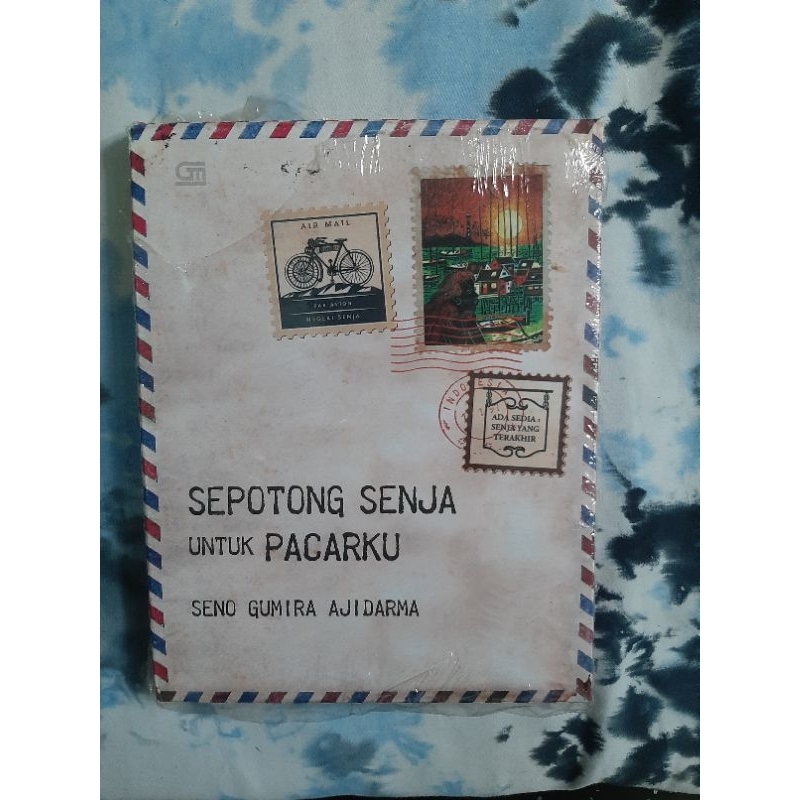 AIR MAIL
PAR AVION
NEGERI SENJA
INDONESIA
ADA SEDIA :
SENJA YANG
TERAKHIR
SEPOTONG SENJA
UNTUK PACARKU
SENO GUMIRA AJIDARMA